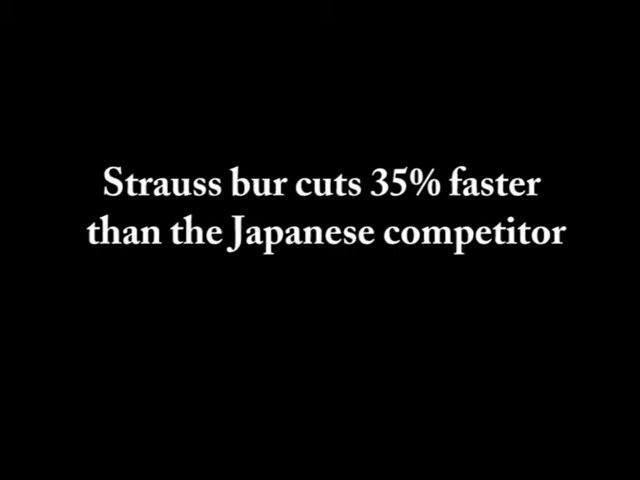 Strauss bur cuts 35% faster
than the Japanese competitor